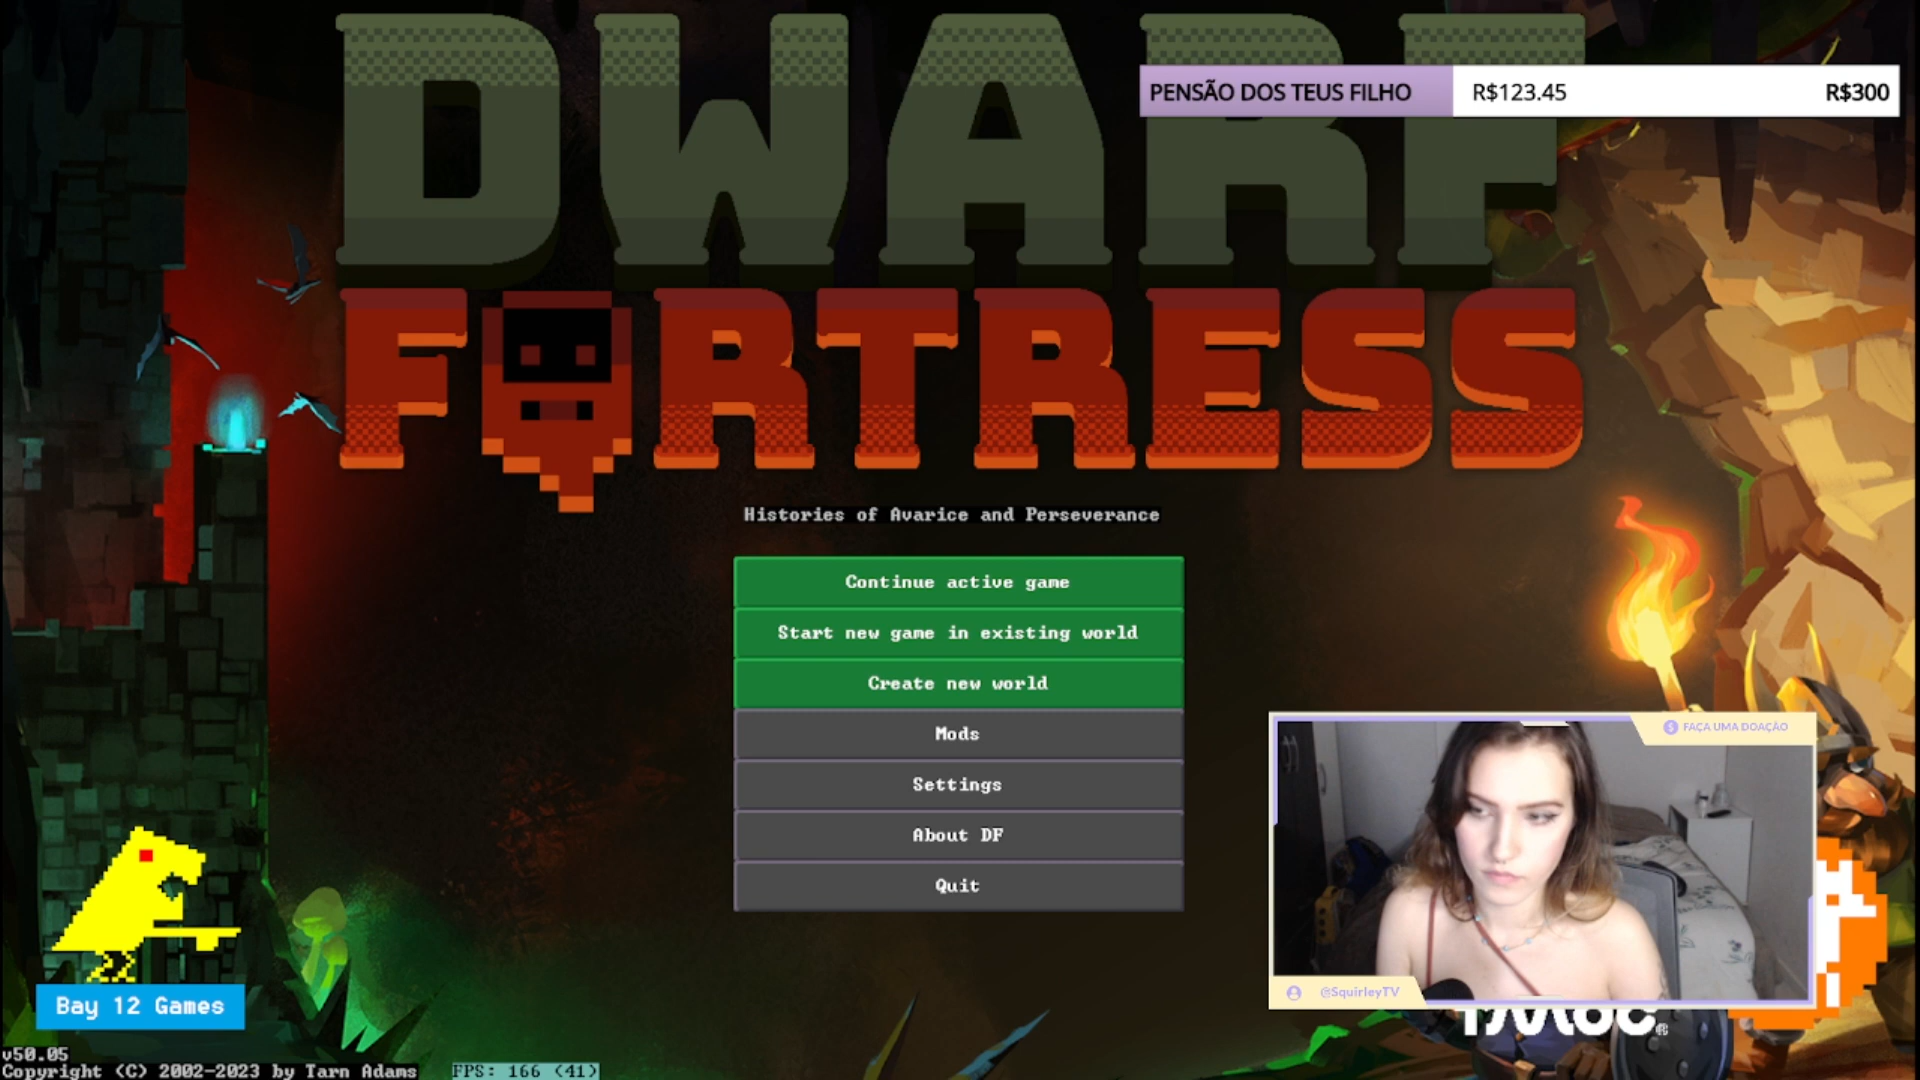 DWARF
FORTRESS
PENSÃO DOS TEUS FILHO R$123.45 R$300
Histories of Avarice and Perseverance
Continue active game
Start new game in existing world
Create new world
Mods
Settings
About DF
Quit
FAÇA UMA DOAÇÃO
@SquirleyTV
Bay 12 Games
v50.05
Copyright (C) 2002-2023 by Tarn Adams
FPS: 166 (41)